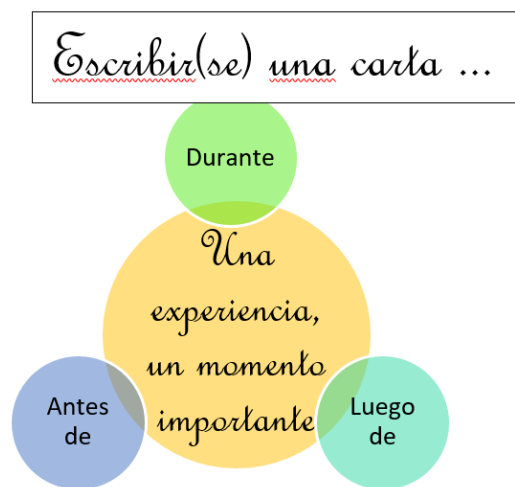 Escribir(se) una carta ...
Durante
Una
experiencia,
un momento
importante
Antes
de
Luego
de